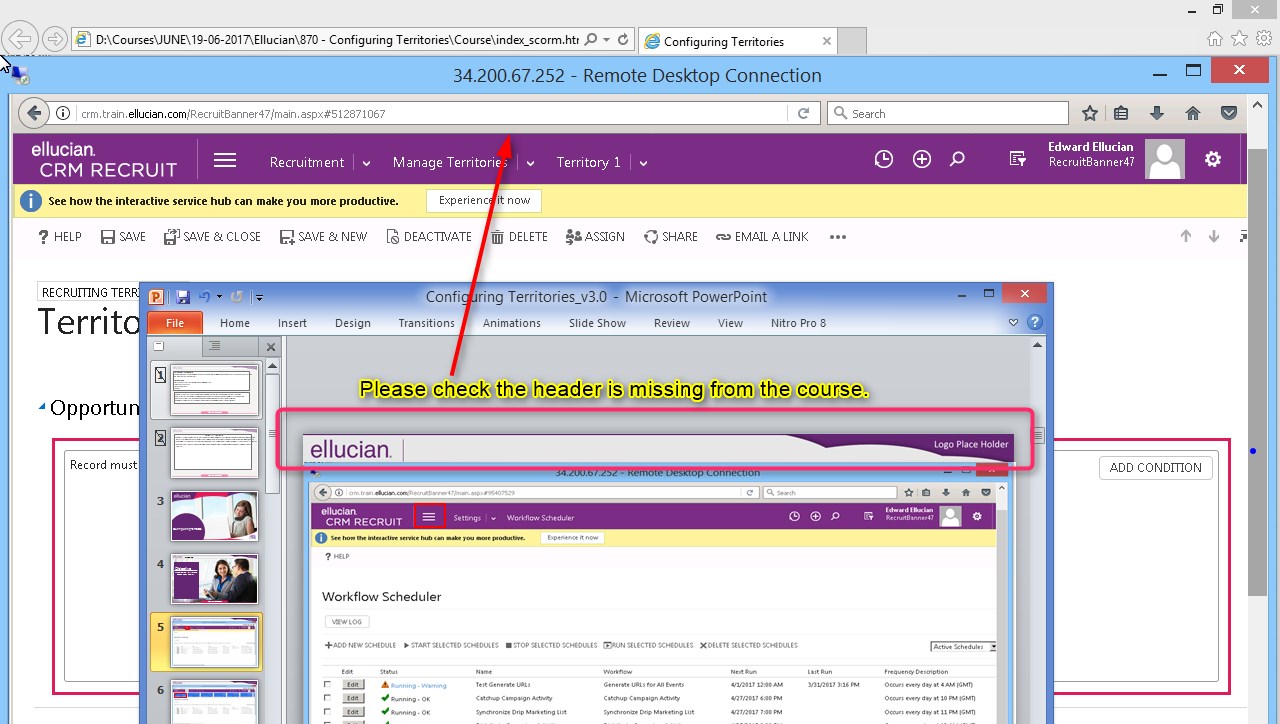 D:\Courses\JUNE\19-06-2017\Ellucian\870 - Configuring Territories\Course\index_scorm.htm
Configuring Territories
34.200.67.252 - Remote Desktop Connection
crm.train.ellucian.com/RecruitBanner47/main.aspx#512871067
Search
ellucian.
CRM RECRUIT
Recruitment
Manage Territories
Territory 1
Edward Ellucian
RecruitBanner47
See how the interactive service hub can make you more productive.
Experience it now
HELP SAVE SAVE & CLOSE SAVE & NEW DEACTIVATE DELETE ASSIGN SHARE EMAIL A LINK
RECRUITING TERR
Territo
Opportun
Record must
ADD CONDITION
Configuring Territories_v3.0 - Microsoft PowerPoint
File Home Insert Design Transitions Animations Slide Show Review View Nitro Pro 8
1
2
3
4
5
6
Please check the header is missing from the course.
ellucian.
Logo Place Holder
34.200.67.252 - Remote Desktop Connection
crm.train.ellucian.com/RecruitBanner47/main.aspx#95407529
Search
ellucian.
CRM RECRUIT
Settings
Workflow Scheduler
Edward Ellucian
RecruitBanner47
See how the interactive service hub can make you more productive.
Experience it now
? HELP
Workflow Scheduler
VIEW LOG
ADD NEW SCHEDULE START SELECTED SCHEDULES STOP SELECTED SCHEDULES RUN SELECTED SCHEDULES DELETE SELECTED SCHEDULES
Active Schedules
Edit Status Name Workflow Next Run Last Run Frequency Description
Edit Running - Warning Test Generate URLs Generate URLs for All Events 4/1/2017 12:00 AM 3/31/2017 3:16 PM Occurs every day at 4 AM (GMT)
Edit Running - OK Catchup Campaign Activity Catchup Campaign Activity 4/27/2017 6:00 PM Occurs every day at 10 PM (GMT)
Edit Running - OK Synchronize Drip Marketing List Synchronize Drip Marketing List 4/27/2017 7:00 PM Occurs every day at 11 PM (GMT)